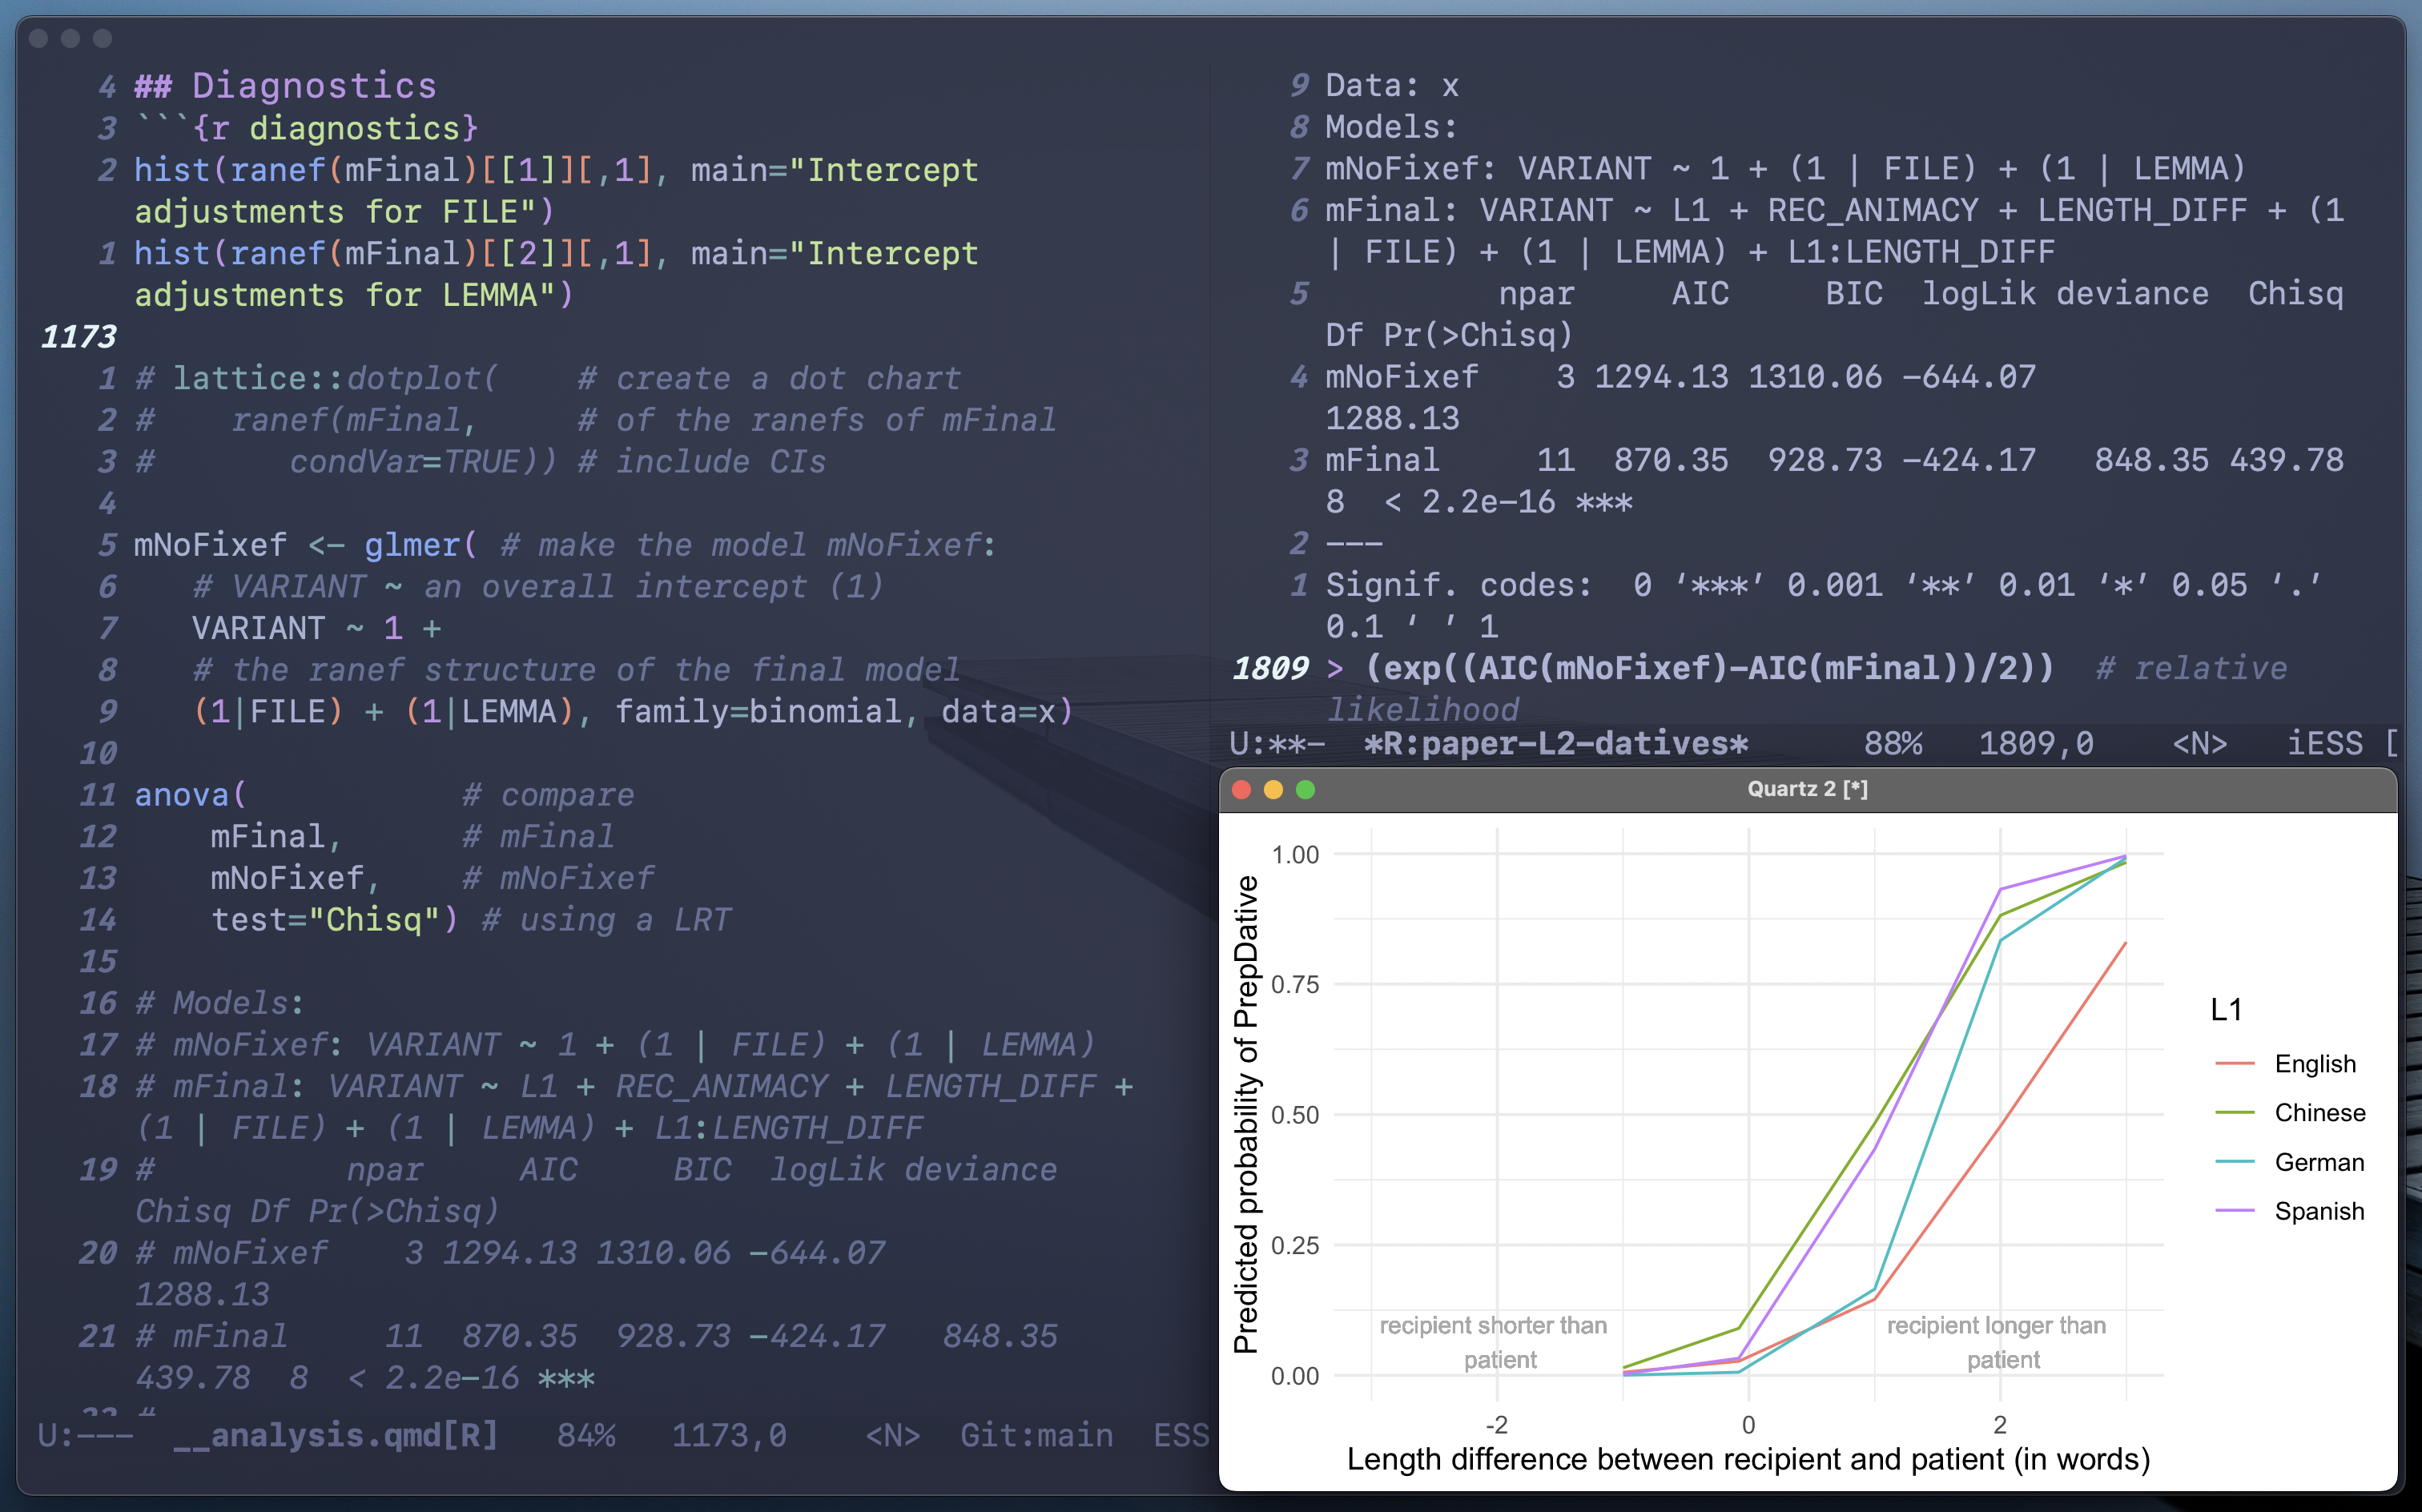 4 ## Diagnostics
3 ```{r diagnostics}
2 hist(ranef(mFinal)[[1]][,1], main="Intercept
adjustments for FILE")
1 hist(ranef(mFinal)[[2]][,1], main="Intercept
adjustments for LEMMA")
1173
1 # lattice::dotplot(    # create a dot chart
2 #    ranef(mFinal,     # of the ranefs of mFinal
3 #       condVar=TRUE)) # include CIs
4
5 mNoFixef <- glmer( # make the model mNoFixef:
6    # VARIANT ~ an overall intercept (1)
7    VARIANT ~ 1 +
8    # the ranef structure of the final model
9    (1|FILE) + (1|LEMMA), family=binomial, data=x)
10
11 anova(           # compare
12     mFinal,      # mFinal
13     mNoFixef,    # mNoFixef
14     test="Chisq") # using a LRT
15
16 # Models:
17 # mNoFixef: VARIANT ~ 1 + (1 | FILE) + (1 | LEMMA)
18 # mFinal: VARIANT ~ L1 + REC_ANIMACY + LENGTH_DIFF +
(1 | FILE) + (1 | LEMMA) + L1:LENGTH_DIFF
19 #          npar     AIC     BIC  logLik deviance
Chisq Df Pr(>Chisq)
20 # mNoFixef    3 1294.13 1310.06 -644.07
1288.13
21 # mFinal     11  870.35  928.73 -424.17   848.35
439.78  8  < 2.2e-16 ***
22 #
U:---  __analysis.qmd[R]   84%   1173,0    <N>  Git:main  ESS
9 Data: x
8 Models:
7 mNoFixef: VARIANT ~ 1 + (1 | FILE) + (1 | LEMMA)
6 mFinal: VARIANT ~ L1 + REC_ANIMACY + LENGTH_DIFF + (1
| FILE) + (1 | LEMMA) + L1:LENGTH_DIFF
5          npar     AIC     BIC  logLik deviance  Chisq
Df Pr(>Chisq)
4 mNoFixef    3 1294.13 1310.06 -644.07
1288.13
3 mFinal     11  870.35  928.73 -424.17   848.35 439.78
8  < 2.2e-16 ***
2 ---
1 Signif. codes:  0 ‘***’ 0.001 ‘**’ 0.01 ‘*’ 0.05 ‘.’
0.1 ‘ ’ 1
1809 > (exp((AIC(mNoFixef)-AIC(mFinal))/2))  # relative
likelihood
U:**-  *R:paper-L2-datives*      88%   1809,0    <N>   iESS [
Quartz 2 [*]
Predicted probability of PrepDative
1.00
0.75
0.50
0.25
0.00
recipient shorter than
patient
recipient longer than
patient
-2
0
2
Length difference between recipient and patient (in words)
L1
English
Chinese
German
Spanish